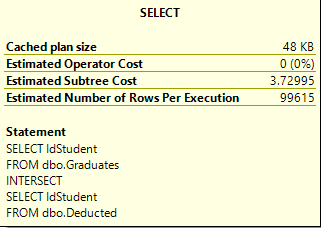 SELECT
Cached plan size 48 KB
Estimated Operator Cost 0 (0%)
Estimated Subtree Cost 3.72995
Estimated Number of Rows Per Execution 99615
Statement
SELECT IdStudent
FROM dbo.Graduates
INTERSECT
SELECT IdStudent
FROM dbo.Deducted